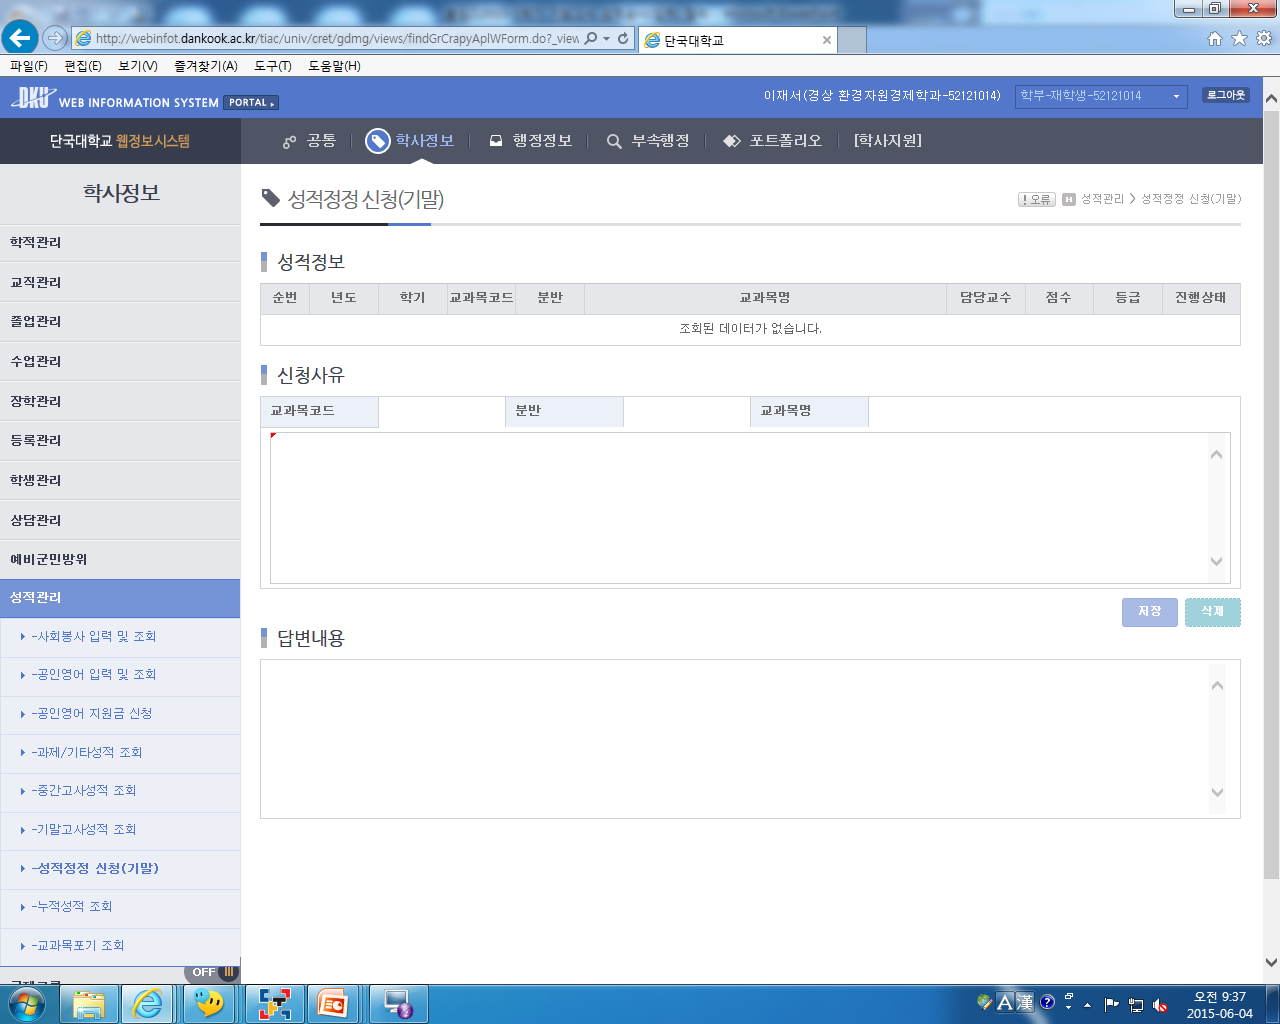 http://webinfot.dankook.ac.kr/tiac/univ/cret/gdmg/views/findGrCrapyAplWForm.do?_view
단국대학교
파일(F) 편집(E) 보기(V) 즐겨찾기(A) 도구(T) 도움말(H)
DKU WEB INFORMATION SYSTEM PORTAL
이재서(경상 환경자원경제학과-52121014)
학부-재학생-52121014
로그아웃
단국대학교 웹정보시스템
공통
학사정보
행정정보
부속행정
포트폴리오
[학사지원]
학사정보
학적관리
교직관리
졸업관리
수업관리
장학관리
등록관리
학생관리
상담관리
예비군민방위
성적관리
-사회봉사 입력 및 조회
-공인영어 입력 및 조회
-공인영어 지원금 신청
-과제/기타성적 조회
-중간고사성적 조회
-기말고사성적 조회
-성적정정 신청(기말)
-누적성적 조회
-교과목포기 조회
OFF
성적정정 신청(기말)
! 오류 H 성적관리 > 성적정정 신청(기말)
성적정보
순번 년도 학기 교과목코드 분반 교과목명 담당교수 점수 등급 진행상태
조회된 데이터가 없습니다.
신청사유
교과목코드 분반 교과목명
저장 삭제
답변내용
A 漢
오전 9:37
2015-06-04